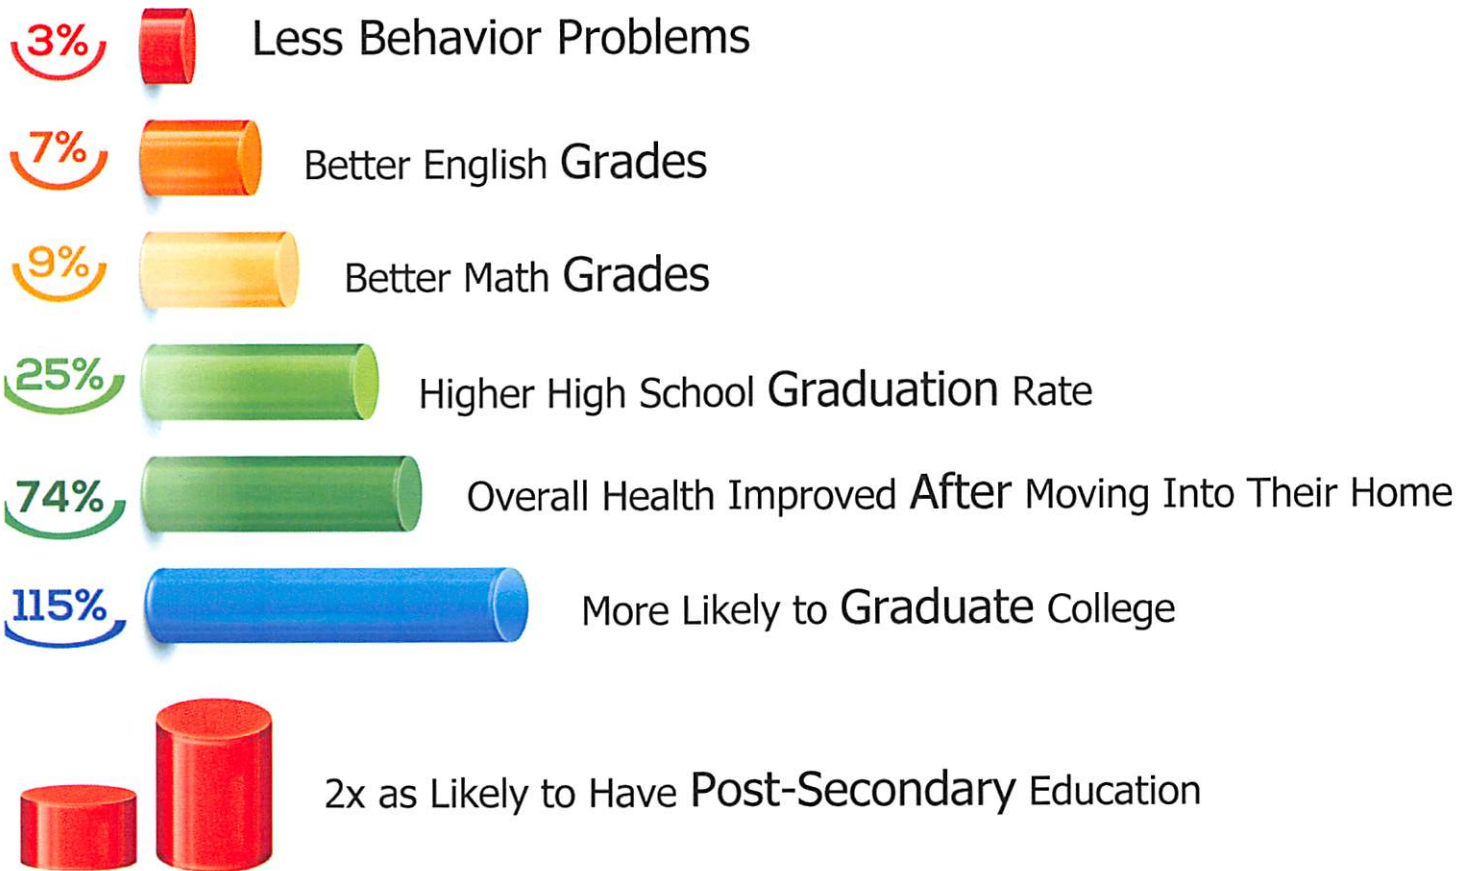 3% Less Behavior Problems
7% Better English Grades
9% Better Math Grades
25% Higher High School Graduation Rate
74% Overall Health Improved After Moving Into Their Home
115% More Likely to Graduate College
2x as Likely to Have Post-Secondary Education